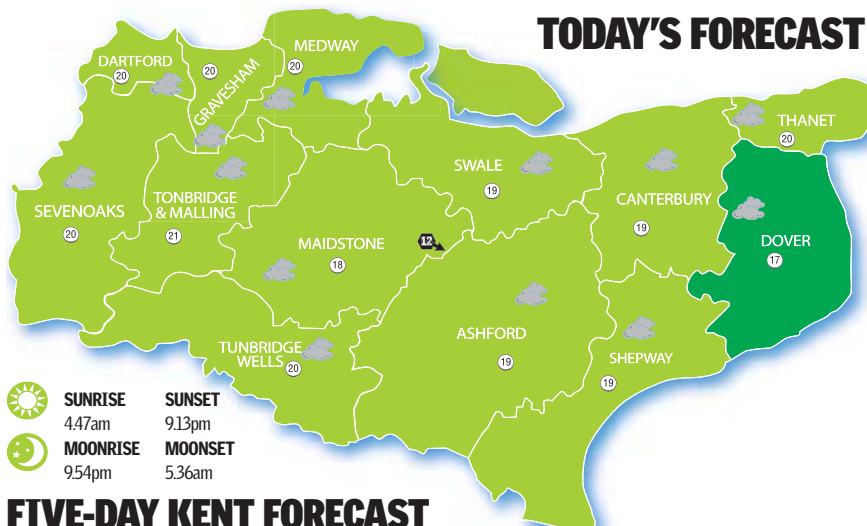 TODAY'S FORECAST
MEDWAY
20
DARTFORD
20
20
GRAVESHAM
THANET
20
SWALE
19
CANTERBURY
19
SEVENOAKS
20
TONBRIDGE
& MALLING
21
MAIDSTONE
18
12
DOVER
17
ASHFORD
19
TUNBRIDGE
WELLS
20
SHEPWAY
19
SUNRISE SUNSET
4.47am 9.13pm
MOONRISE MOONSET
9.54pm 5.36am
FIVE-DAY KENT FORECAST